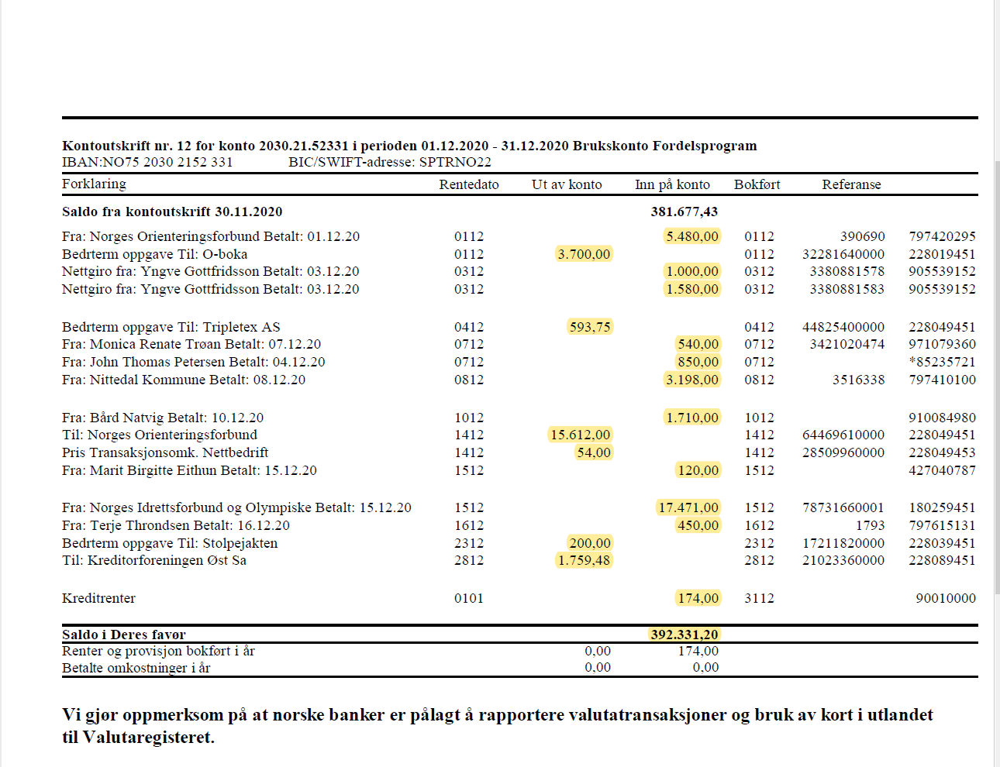 Kontoutskrift nr. 12 for konto 2030.21.52331 i perioden 01.12.2020 - 31.12.2020 Brukskonto Fordelsprogram
IBAN:NO75 2030 2152 331 BIC/SWIFT-adresse: SPTRNO22
Forklaring Rentedato Ut av konto Inn på konto Bokført Referanse
Saldo fra kontoutskrift 30.11.2020 381.677,43
Fra: Norges Orienteringsforbund Betalt: 01.12.20 0112 5.480,00 0112 390690 797420295
Bedrterm oppgave Til: O-boka 0112 3.700,00 0112 32281640000 228019451
Nettgiro fra: Yngve Gottfridsson Betalt: 03.12.20 0312 1.000,00 0312 3380881578 905539152
Nettgiro fra: Yngve Gottfridsson Betalt: 03.12.20 0312 1.580,00 0312 3380881583 905539152
Bedrterm oppgave Til: Tripletex AS 0412 593,75 0412 44825400000 228049451
Fra: Monica Renate Trøan Betalt: 07.12.20 0712 540,00 0712 3421020474 971079360
Fra: John Thomas Petersen Betalt: 04.12.20 0712 850,00 0712 *85235721
Fra: Nittedal Kommune Betalt: 08.12.20 0812 3.198,00 0812 3516338 797410100
Fra: Bård Natvig Betalt: 10.12.20 1012 1.710,00 1012 910084980
Til: Norges Orienteringsforbund 1412 15.612,00 1412 64469610000 228049451
Pris Transaksjonsomk. Nettbedrift 1412 54,00 1412 28509960000 228049453
Fra: Marit Birgitte Eithun Betalt: 15.12.20 1512 120,00 1512 427040787
Fra: Norges Idrettsforbund og Olympiske Betalt: 15.12.20 1512 17.471,00 1512 78731660001 180259451
Fra: Terje Throndsen Betalt: 16.12.20 1612 450,00 1612 1793 797615131
Bedrterm oppgave Til: Stolpejakten 2312 200,00 2312 17211820000 228039451
Til: Kreditorforeningen Øst Sa 2812 1.759,48 2812 21023360000 228089451
Kreditrenter 0101 174,00 3112 90010000
Saldo i Deres favør 392.331,20
Renter og provisjon bokført i år 0,00 174,00
Betalte omkostninger i år 0,00 0,00
Vi gjør oppmerksom på at norske banker er pålagt å rapportere valutatransaksjoner og bruk av kort i utlandet
til Valutaregisteret.